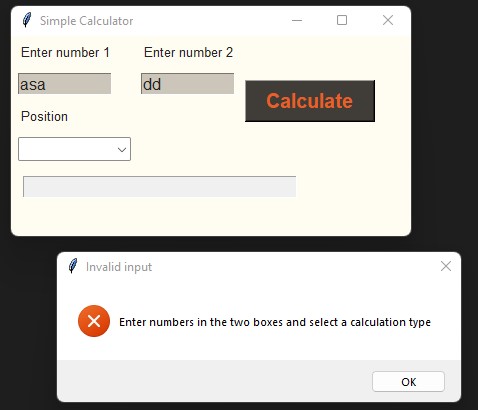 Simple Calculator
Enter number 1 Enter number 2
asa dd
Calculate
Position
Invalid input
Enter numbers in the two boxes and select a calculation type
OK